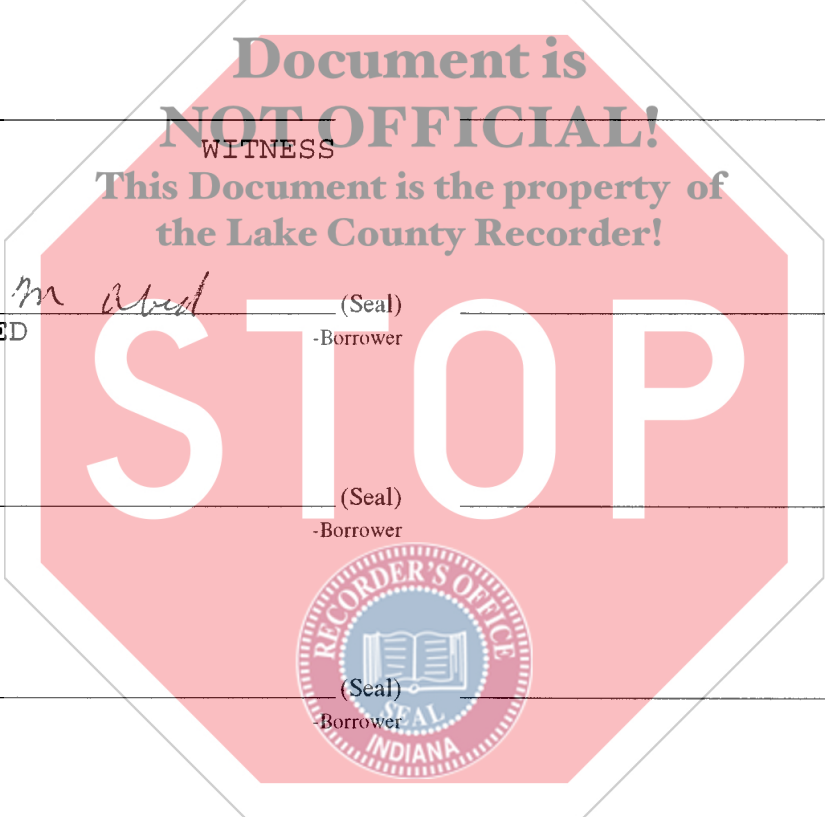 Document is
NOT OFFICIAL!
WITNESS
This Document is the property of
the Lake County Recorder!
m abed (Seal)
ED
-Borrower
STOP
(Seal)
-Borrower
RECORDER'S OFFICE
(Seal)
SEAL
-Borrower
INDIANA